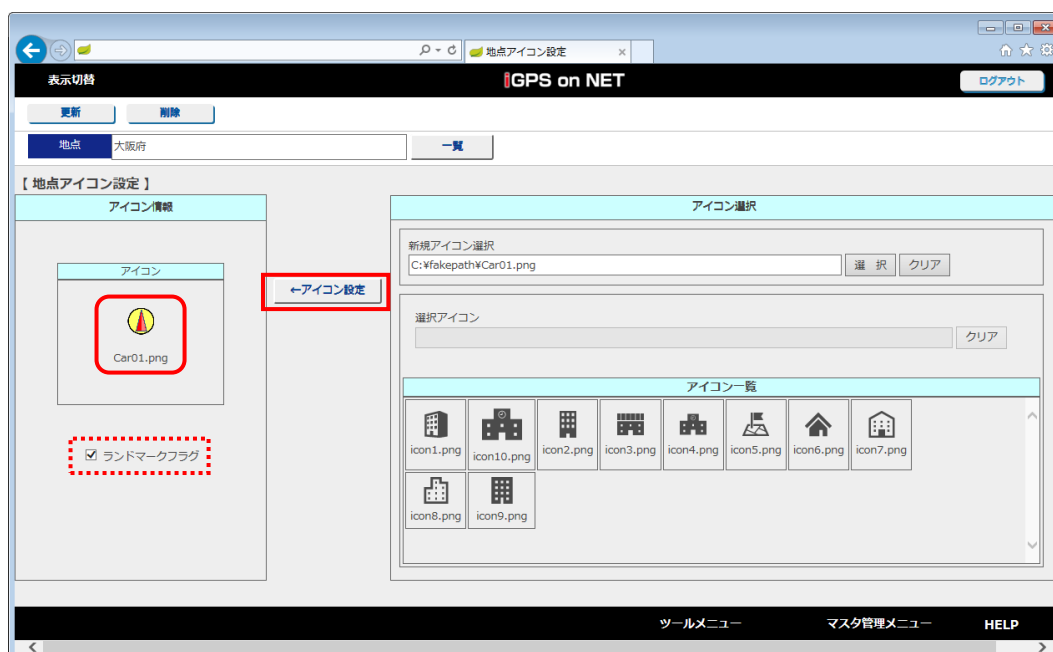 地点アイコン設定
表示切替
iGPS on NET
ログアウト
更新 削除
地点 大阪府 一覧
【 地点アイコン設定 】
アイコン情報
アイコン
Car01.png
ランドマークフラグ
←アイコン設定
アイコン選択
新規アイコン選択
C:¥fakepath¥Car01.png 選 択 クリア
選択アイコン
クリア
アイコン一覧
icon1.png icon10.png icon2.png icon3.png icon4.png icon5.png icon6.png icon7.png
icon8.png icon9.png
ツールメニュー マスタ管理メニュー HELP